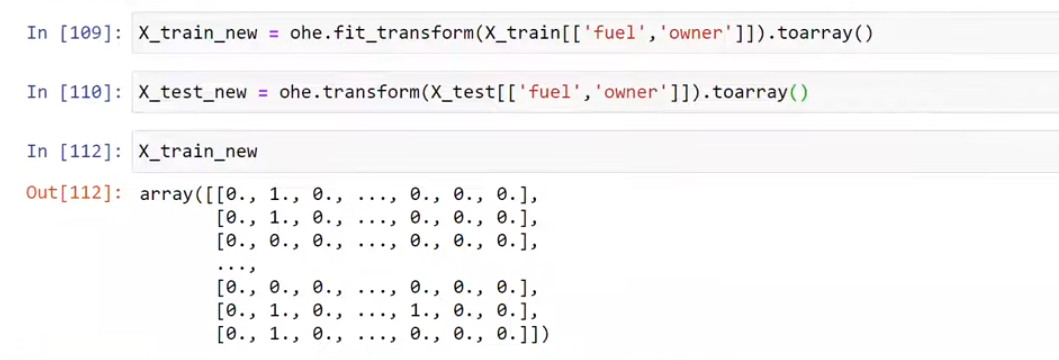 In [109]: X_train_new = ohe.fit_transform(X_train[['fuel','owner']]).toarray()
In [110]: X_test_new = ohe.transform(X_test[['fuel','owner']]).toarray()
In [112]: X_train_new
Out[112]: array([[0., 1., 0., ..., 0., 0., 0.],
[0., 1., 0., ..., 0., 0., 0.],
[0., 0., 0., ..., 0., 0., 0.],
...,
[0., 0., 0., ..., 0., 0., 0.],
[0., 1., 0., ..., 1., 0., 0.],
[0., 1., 0., ..., 0., 0., 0.]])